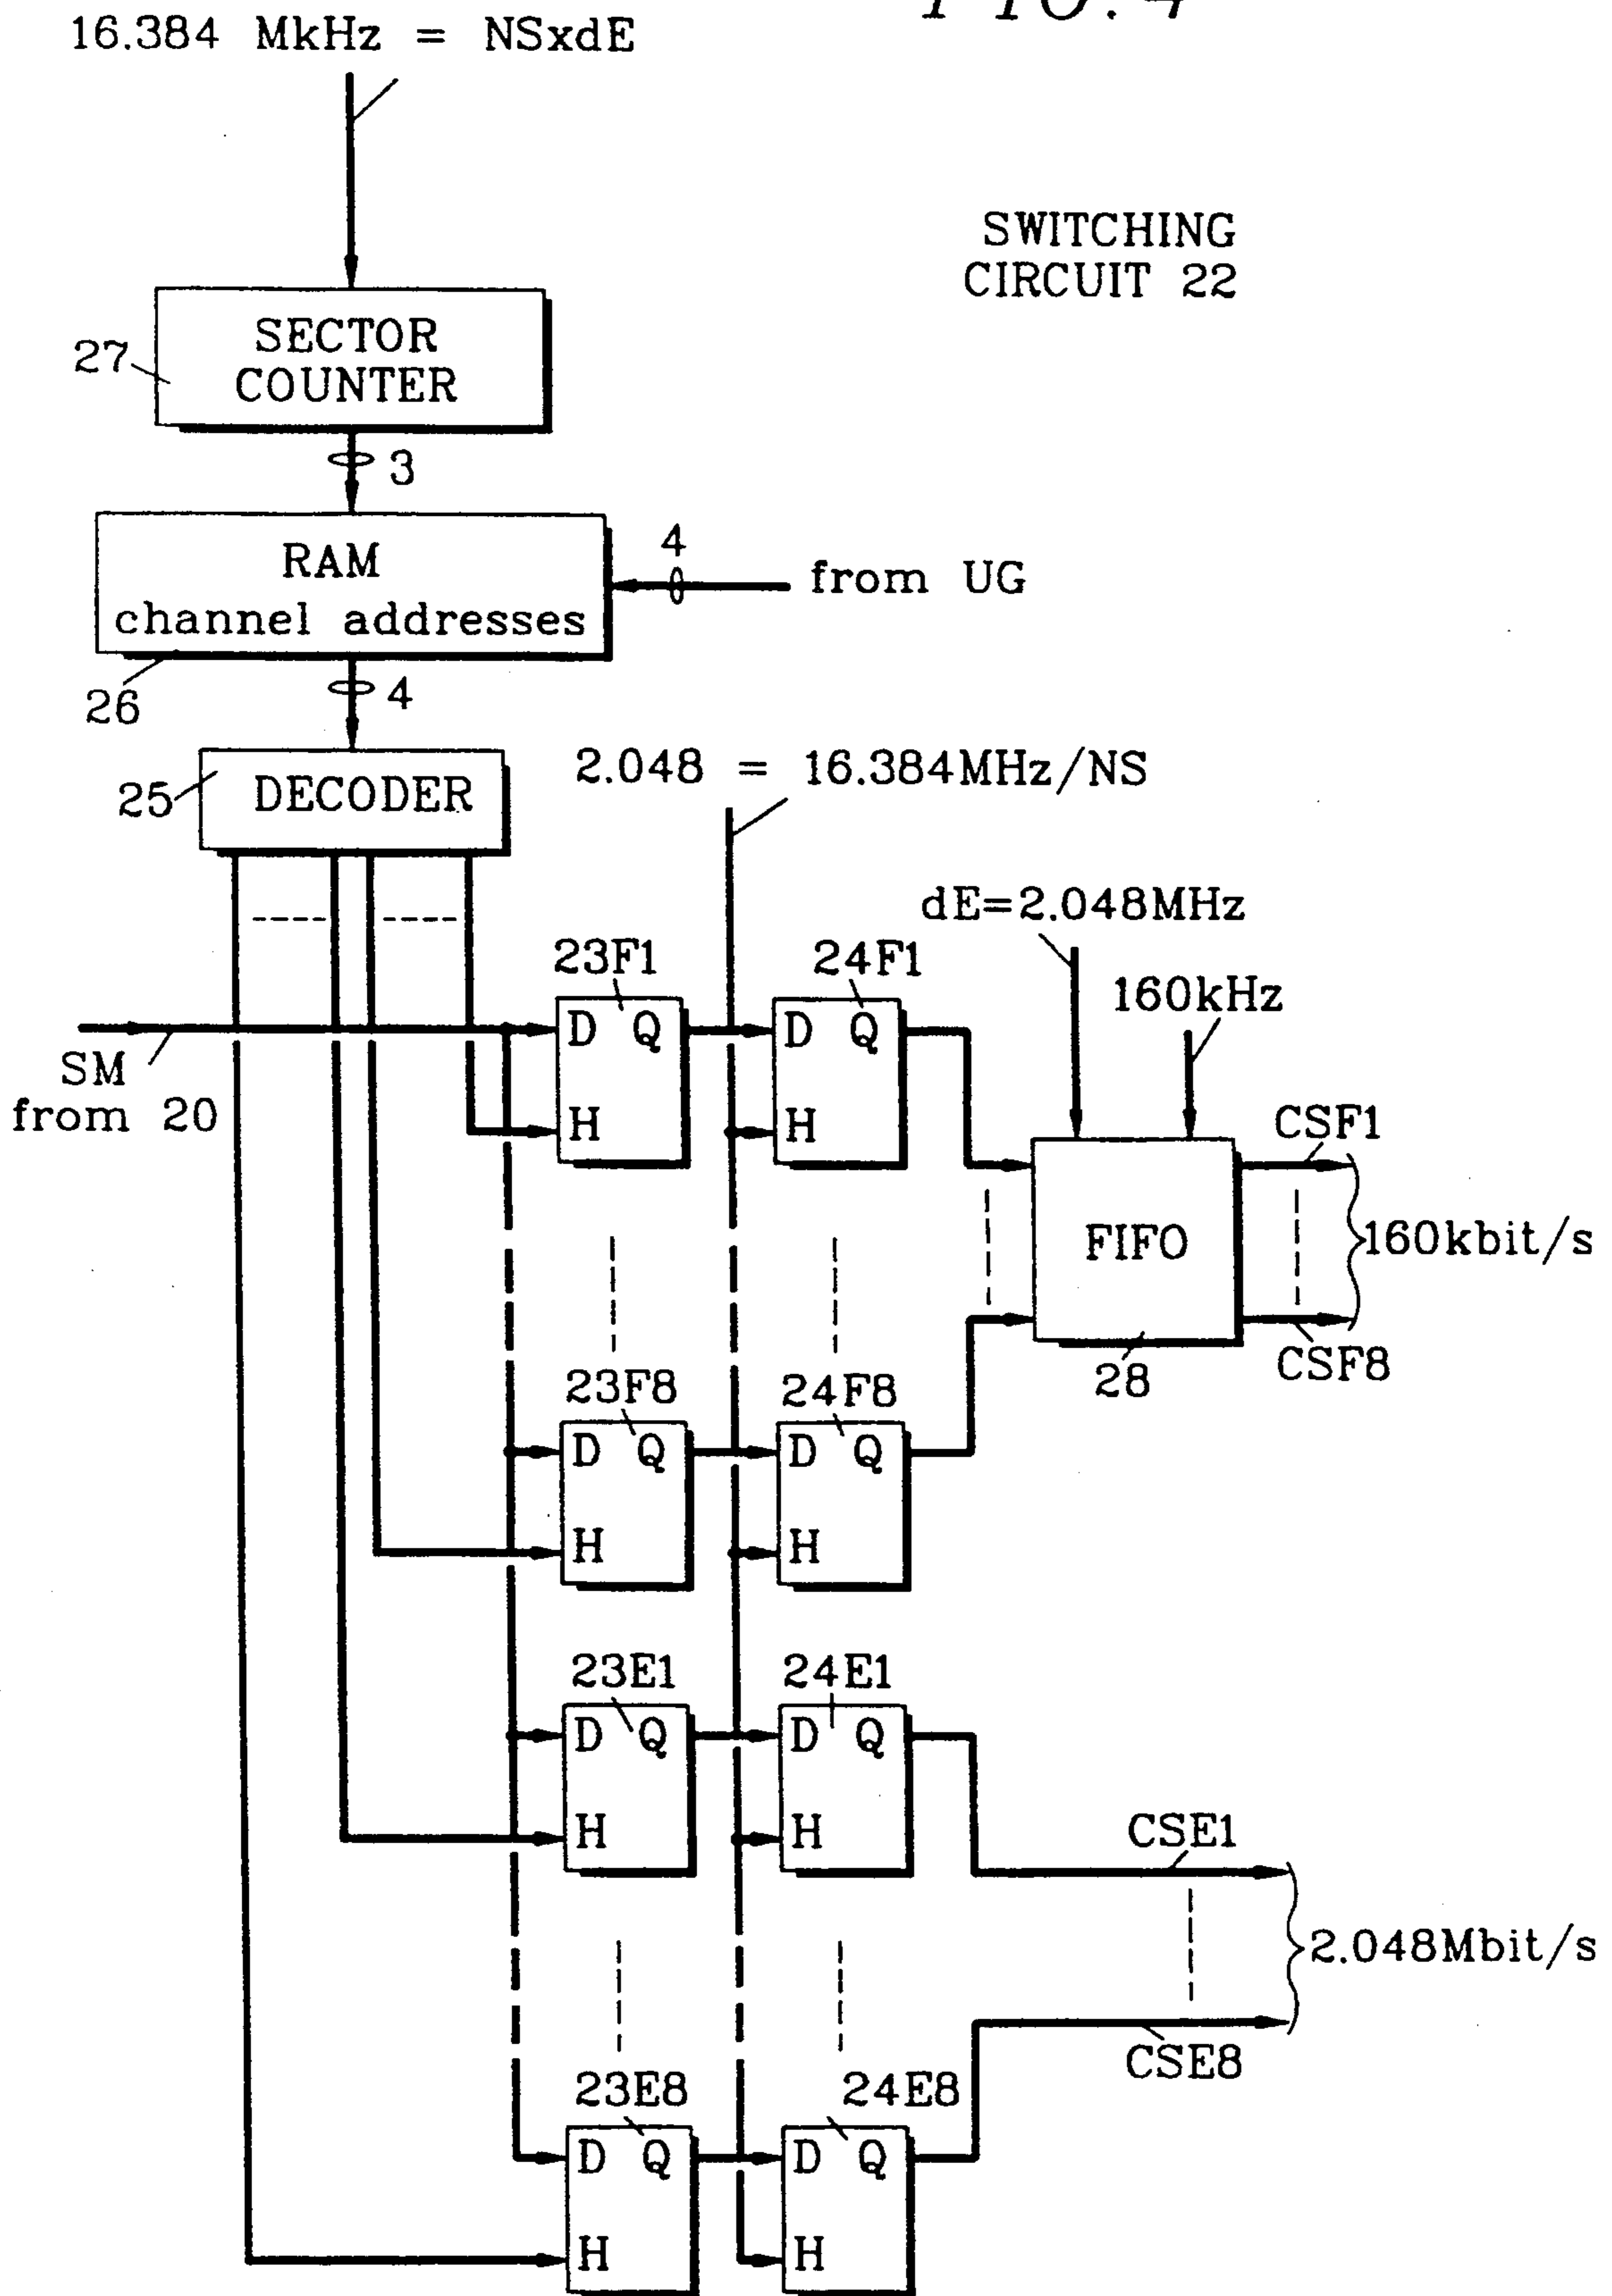 FIG. 4
16.384 MkHz = NSxdE
SWITCHING
CIRCUIT 22
27
SECTOR
COUNTER
3
RAM
channel addresses
4
from UG
26
4
25
DECODER
2.048 = 16.384MHz/NS
dE=2.048MHz
160kHz
23F1
24F1
SM
from 20
D Q
H
D Q
H
CSF1
FIFO
160kbit/s
CSF8
28
23F8
24F8
D Q
H
D Q
H
23E1
24E1
D Q
H
D Q
H
CSE1
2.048Mbit/s
CSE8
23E8
24E8
D Q
H
D Q
H